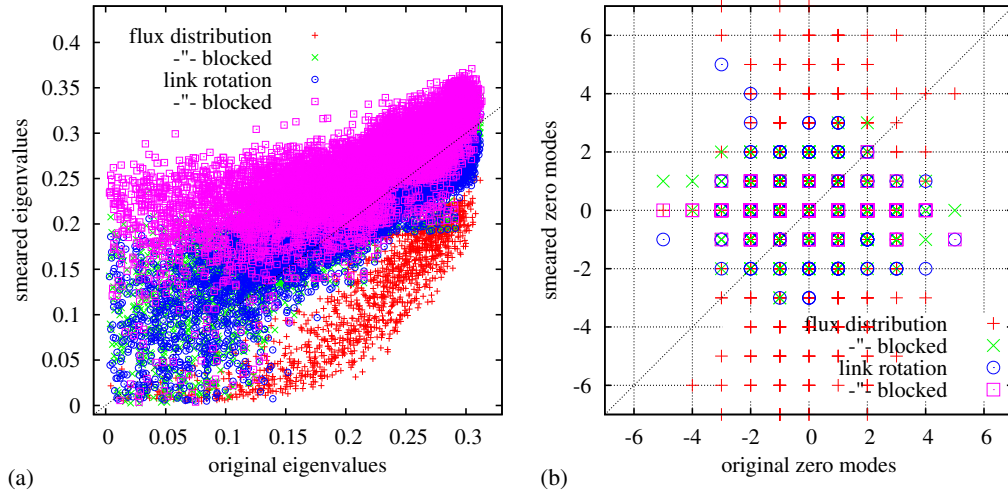 0.4
0.35
0.3
0.25
0.2
0.15
0.1
0.05
0
smeared eigenvalues
flux distribution
-"- blocked
link rotation
-"- blocked
0 0.05 0.1 0.15 0.2 0.25 0.3
original eigenvalues
(a)
6
4
2
0
-2
-4
-6
smeared zero modes
flux distribution
-"- blocked
link rotation
-"- blocked
-6 -4 -2 0 2 4 6
original zero modes
(b)